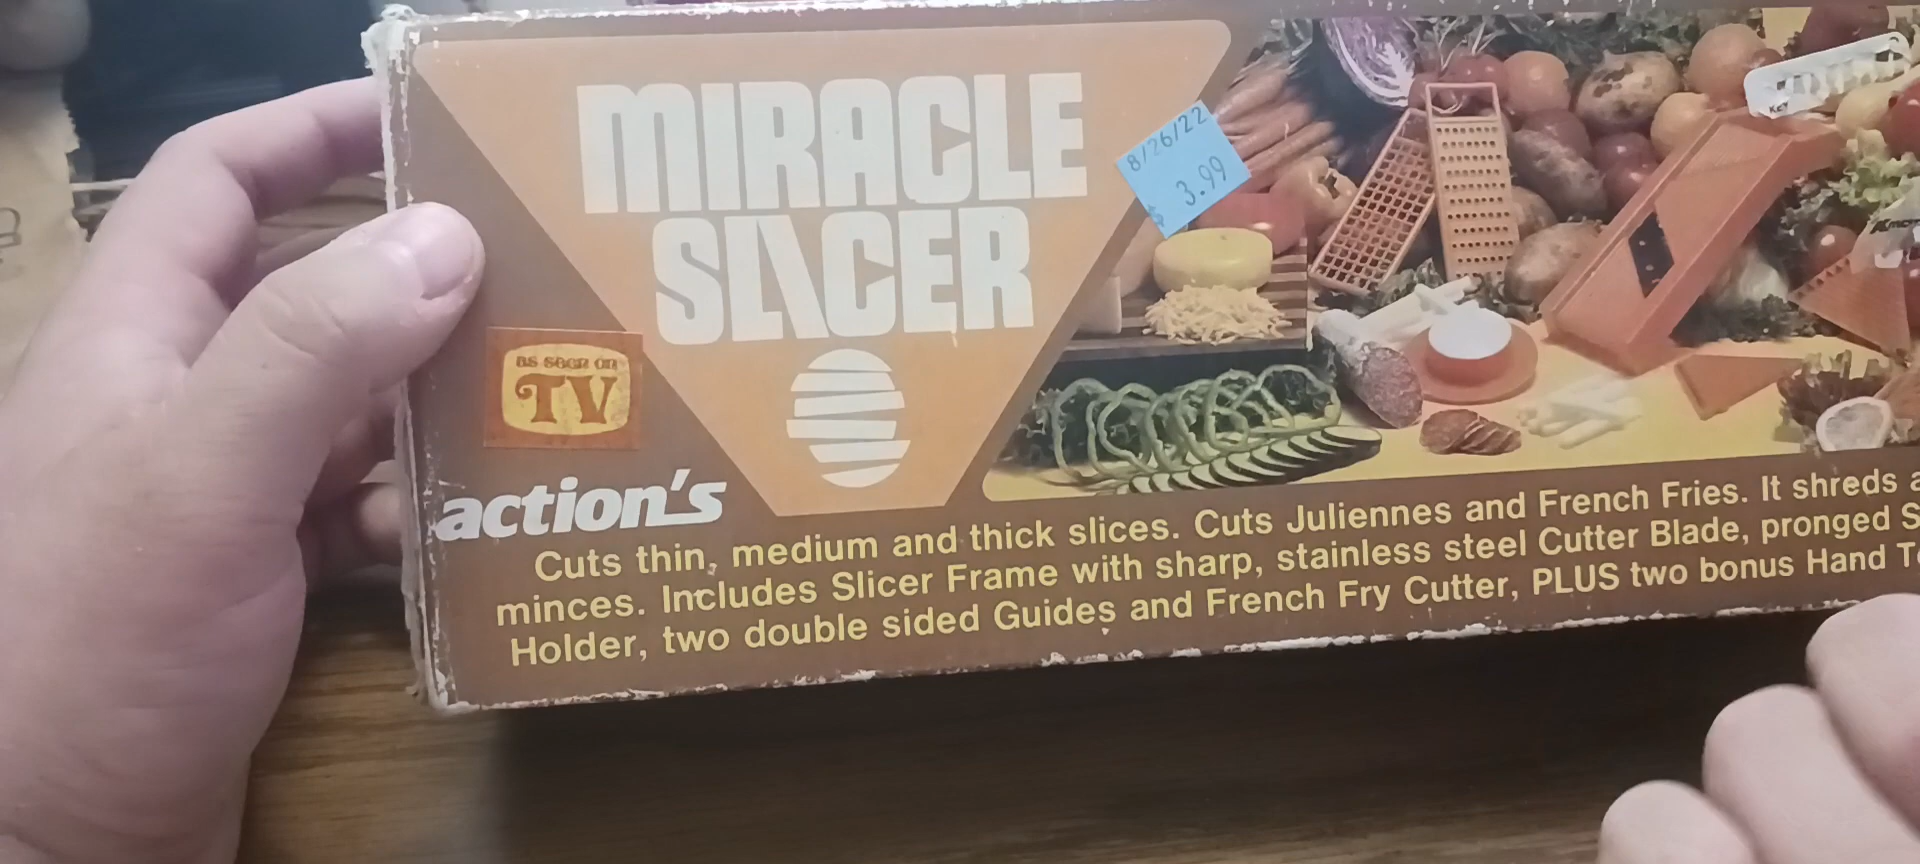 MIRACLE
SLICER
8/26/22
$ 3.99
KEY
as seen on
TV
action's
Cuts thin, medium and thick slices. Cuts Juliennes and French Fries. It shreds
minces. Includes Slicer Frame with sharp, stainless steel Cutter Blade, pronged
Holder, two double sided Guides and French Fry Cutter, PLUS two bonus Hand